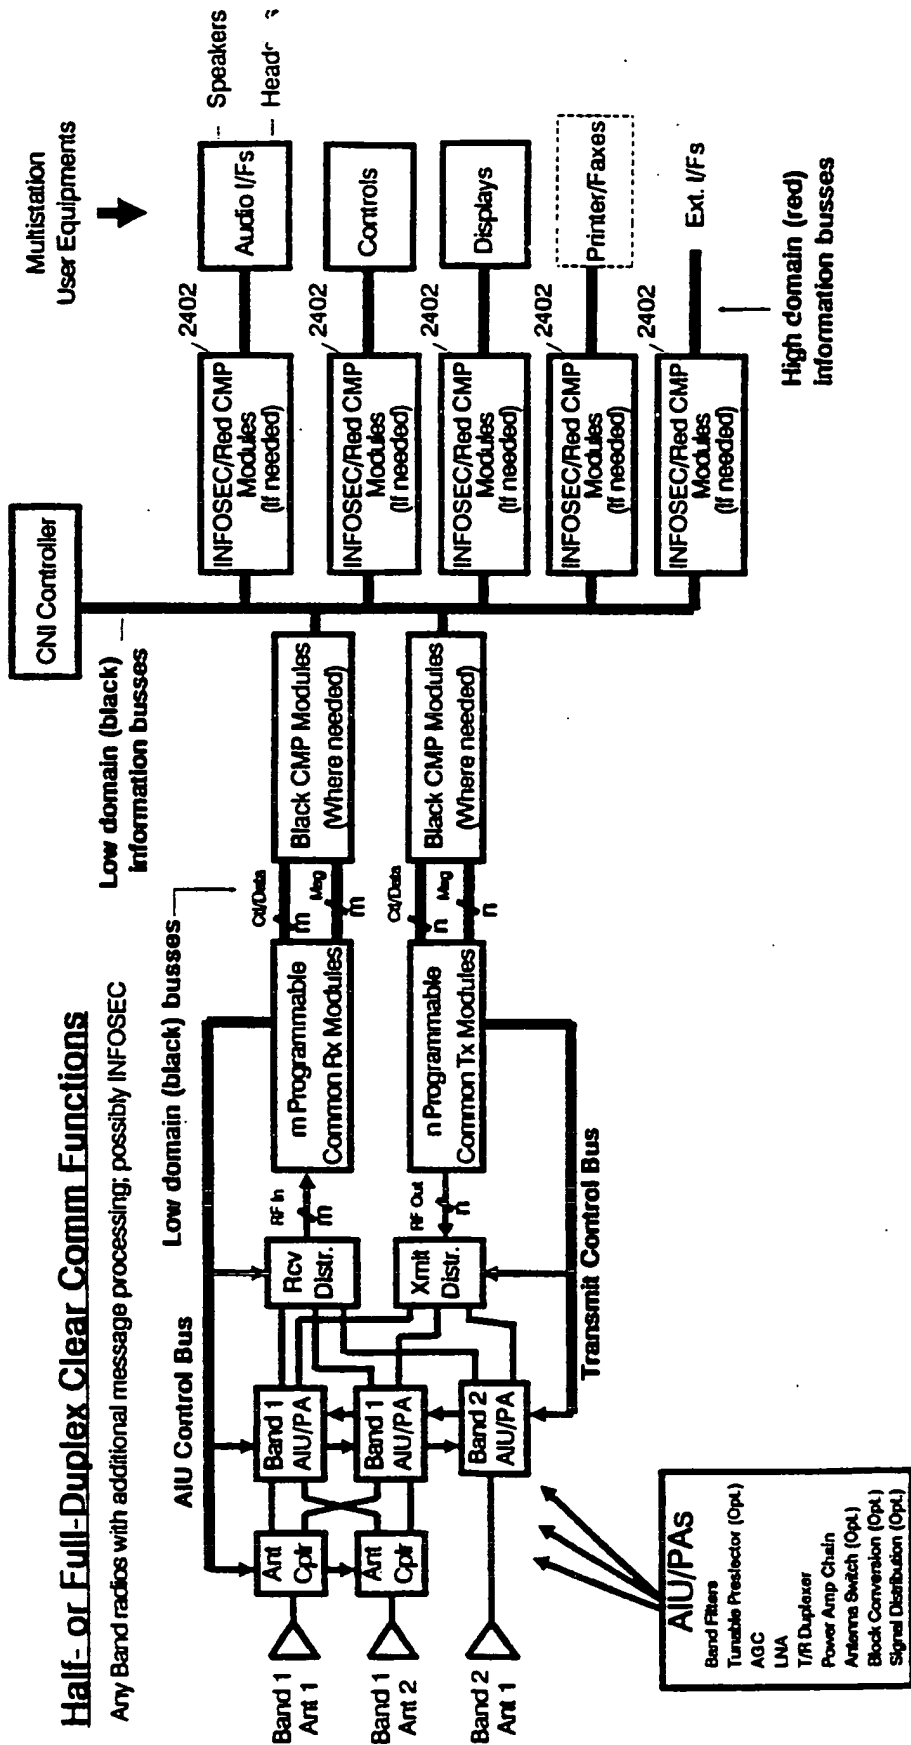 Half- or Full-Duplex Clear Comm Functions
Any Band radios with additional message processing; possibly INFOSEC
Multistation
User Equipments
Speakers
Audio I/Fs
Controls
Displays
Printer/Faxes
Ext. I/Fs
2402
2402
2402
2402
2402
INFOSEC/Red CMP
Modules
(If needed)
INFOSEC/Red CMP
Modules
(If needed)
INFOSEC/Red CMP
Modules
(If needed)
INFOSEC/Red CMP
Modules
(If needed)
INFOSEC/Red CMP
Modules
(If needed)
High domain (red)
information busses
CNI Controller
Low domain (black)
information busses
Black CMP Modules
(Where needed)
Black CMP Modules
(Where needed)
Low domain (black) busses
Ctl/Data
m
Msg
m
Ctl/Data
n
Msg
n
m Programmable
Common Rx Modules
n Programmable
Common Tx Modules
RF In
m
RF Out
n
Rcv
Distr.
Xmit
Distr.
AIU Control Bus
Transmit Control Bus
Band 1
AIU/PA
Band 1
AIU/PA
Band 2
AIU/PA
Ant
Cplr
Ant
Cplr
Band 1
Ant 1
Band 1
Ant 2
Band 2
Ant 1
AIU/PAs
Band Filters
Tunable Preselector (Opt.)
AGC
LNA
T/R Duplexer
Power Amp Chain
Antenna Switch (Opt.)
Block Conversion (Opt.)
Signal Distribution (Opt.)